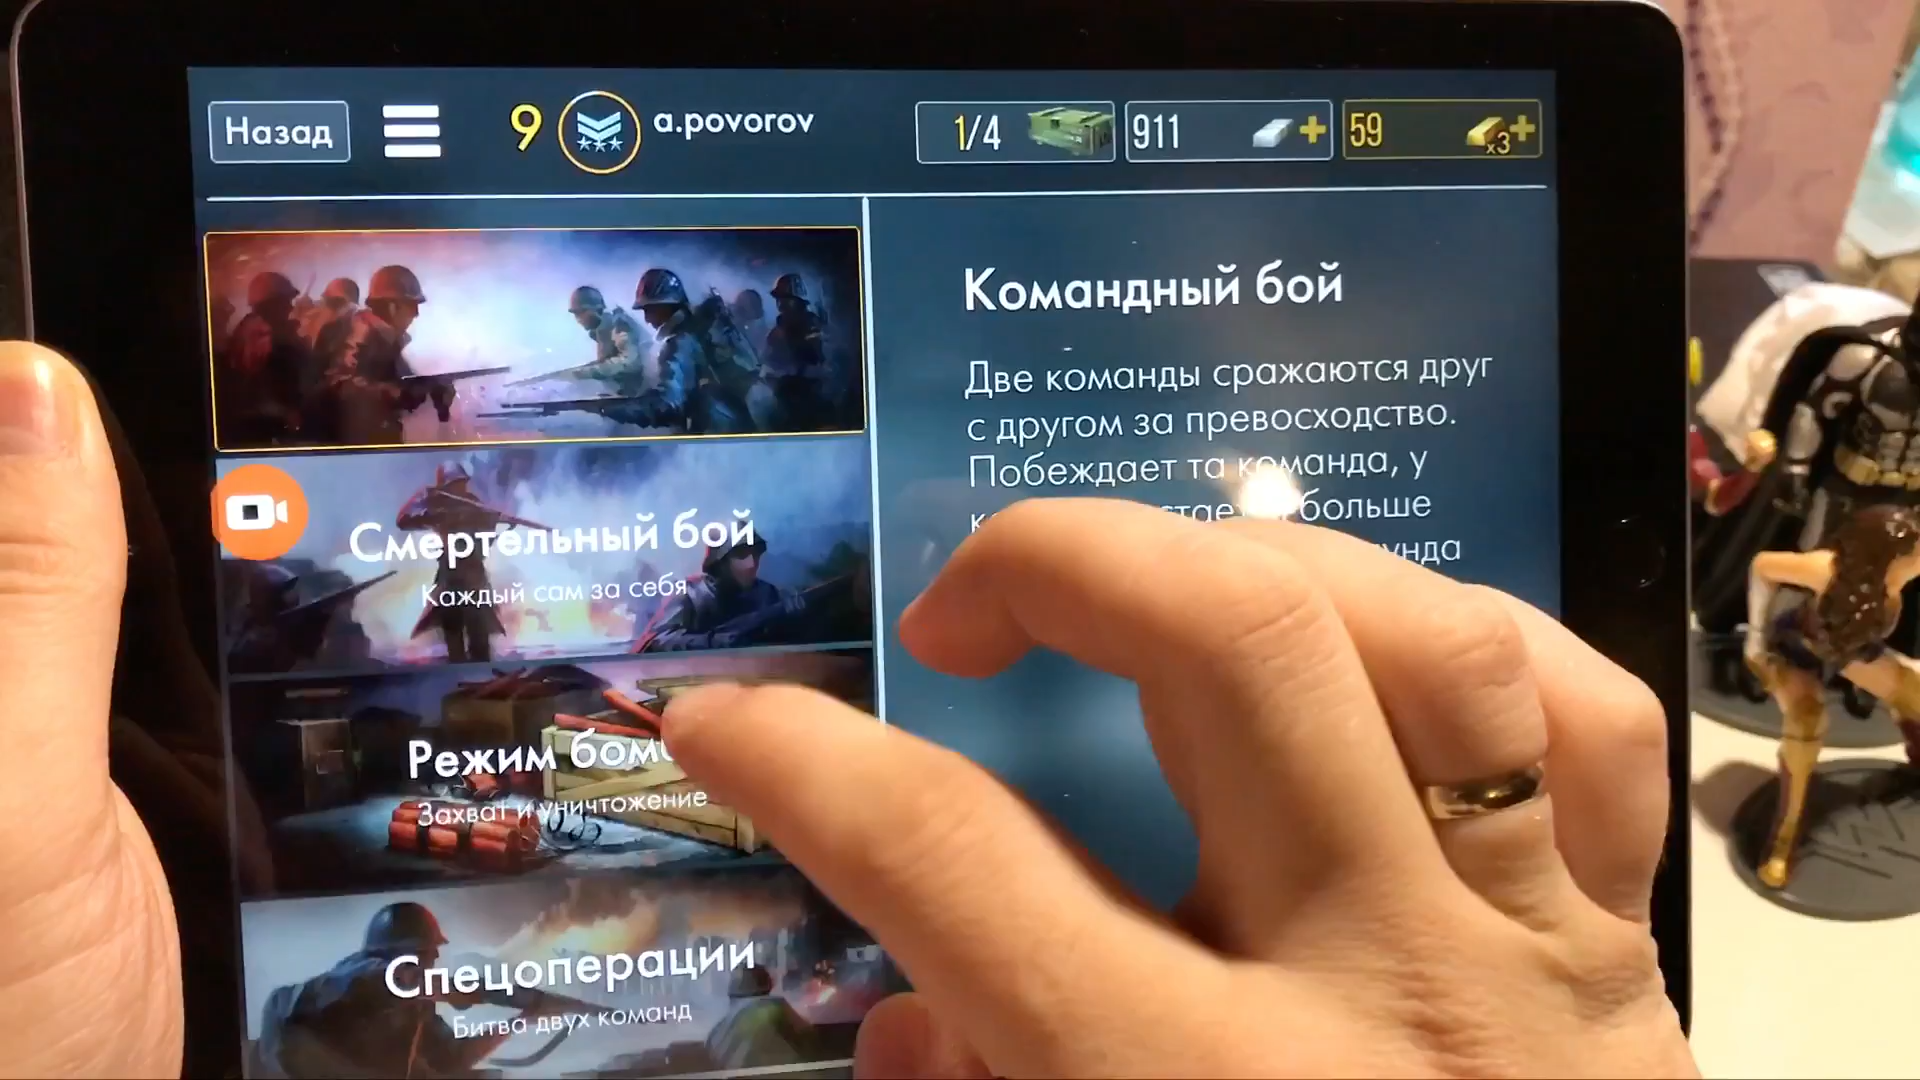 Назад
9
a.povorov
1/4
911
59
x3
Командный бой
Две команды сражаются друг
с другом за превосходство.
Побеждает та команда, у
больше
Смертельный бой
Каждый сам за себя
Режим
Захват и уничтожение
Спецоперации
Битва двух команд